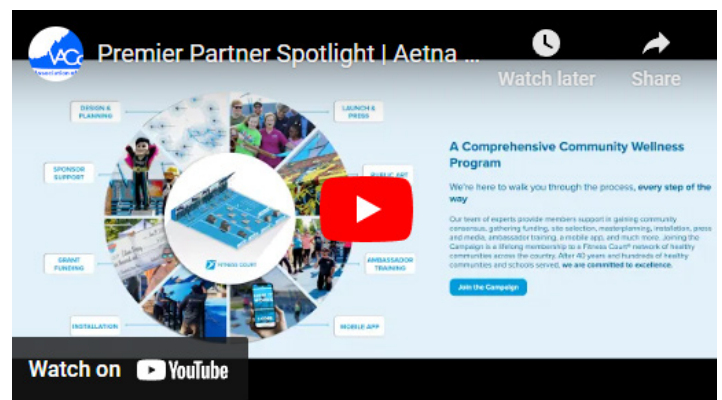 Premier Partner Spotlight | Aetna ...
Watch later
Share
VACo
DESIGN &
PLANNING
LAUNCH &
PRESS
SPONSOR
SUPPORT
PUBLIC ART
GRANT
FUNDING
AMBASSADOR
TRAINING
INSTALLATION
MOBILE APP
FITNESS COURT
A Comprehensive Community Wellness
Program
We're here to walk you through the process, every step of the
way
Our team of experts provide members support in gaining community
consensus, gathering funding, site selection, masterplanning, installation, press
and media, ambassador training, a mobile app, and much more. Joining the
Campaign is a lifelong membership to a Fitness Court® network of healthy
communities across the country. After 40 years and hundreds of healthy
communities and schools served, we are committed to excellence.
Join the Campaign
Watch on YouTube